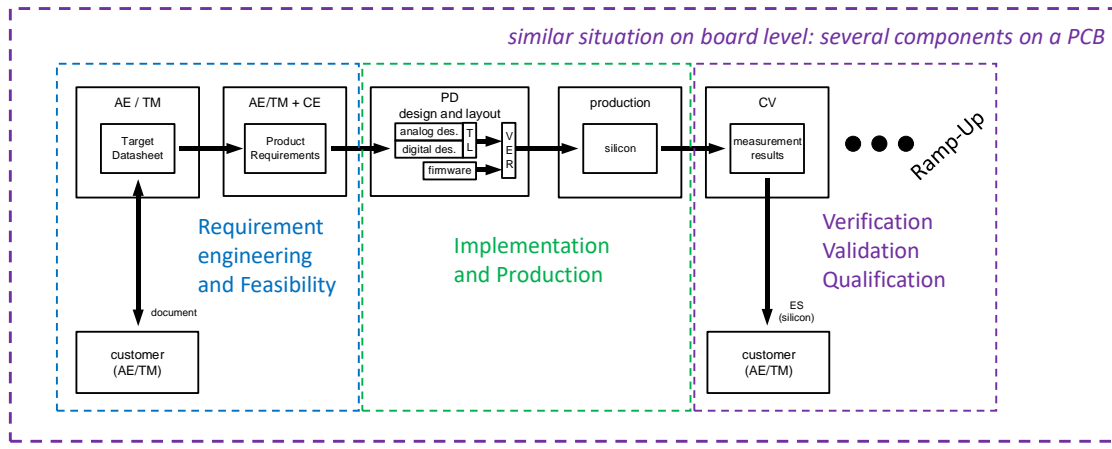 similar situation on board level: several components on a PCB
AE / TM
Target
Datasheet
AE/TM + CE
Product
Requirements
PD
design and layout
analog des.
digital des.
T
L
firmware
V
E
R
production
silicon
CV
measurement
results
Ramp-Up
Requirement
engineering
and Feasibility
Implementation
and Production
Verification
Validation
Qualification
document
customer
(AE/TM)
ES
(silicon)
customer
(AE/TM)